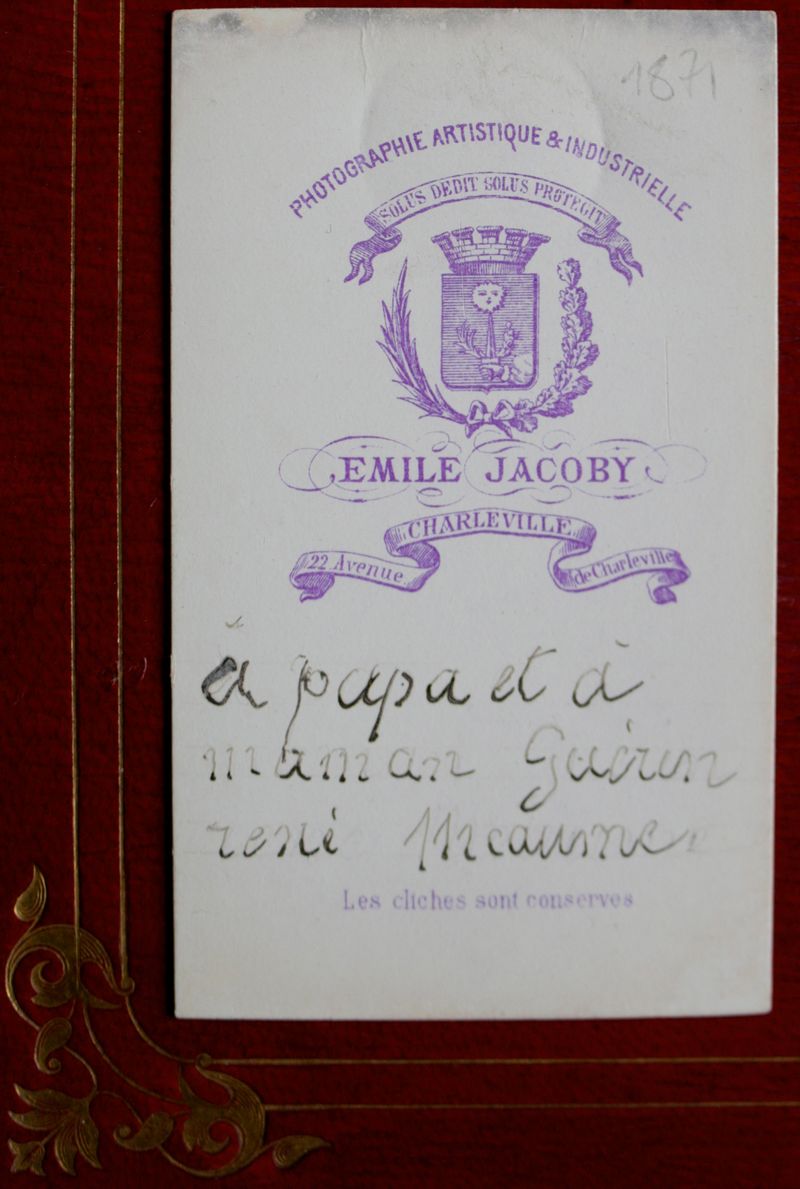 1871
PHOTOGRAPHIE ARTISTIQUE & INDUSTRIELLE
SOLUS DEDIT SOLUS PROTEGIT
EMILE JACOBY
CHARLEVILLE
22 Avenue de Charleville
à papa et à
maman Guérin
rené Méaume
Les cliches sont conserves